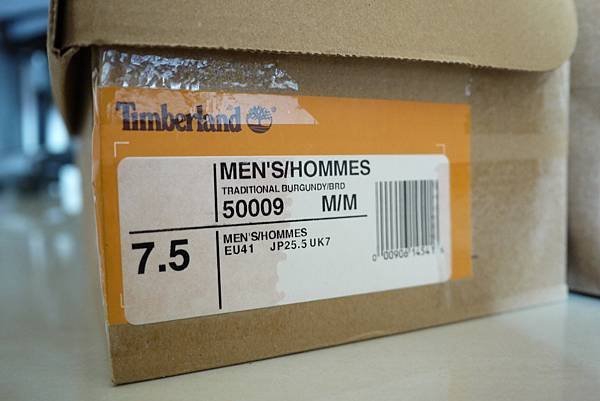 Timberland
MEN'S/HOMMES
TRADITIONAL BURGUNDY/BRD
50009 M/M
7.5
MEN'S/HOMMES
EU41 JP25.5 UK7